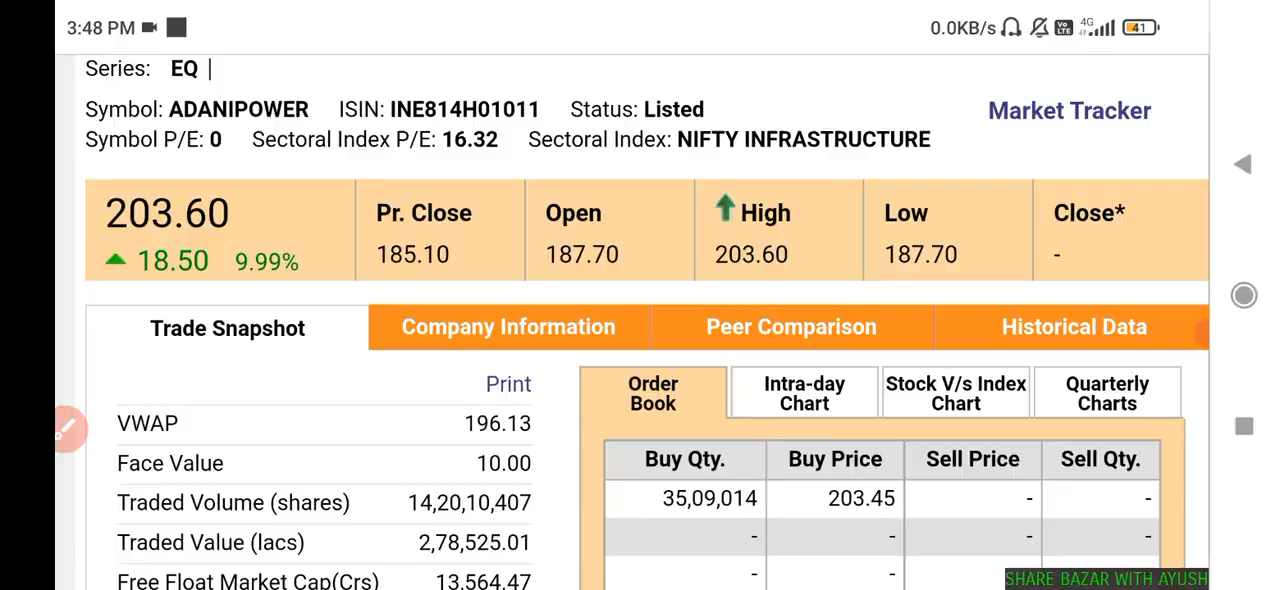 3:48 PM 0.0KB/s Vo LTE 4G 41
Series: EQ
Symbol: ADANIPOWER ISIN: INE814H01011 Status: Listed Market Tracker
Symbol P/E: 0 Sectoral Index P/E: 16.32 Sectoral Index: NIFTY INFRASTRUCTURE
203.60 Pr. Close Open High Low Close*
18.50 9.99% 185.10 187.70 203.60 187.70 -
Trade Snapshot Company Information Peer Comparison Historical Data
Print Order Book Intra-day Chart Stock V/s Index Chart Quarterly Charts
VWAP 196.13
Face Value 10.00 Buy Qty. Buy Price Sell Price Sell Qty.
Traded Volume (shares) 14,20,10,407 35,09,014 203.45 - -
Traded Value (lacs) 2,78,525.01 - - - -
Free Float Market Cap(Crs) 13,564.47 - -
SHARE BAZAR WITH AYUSH